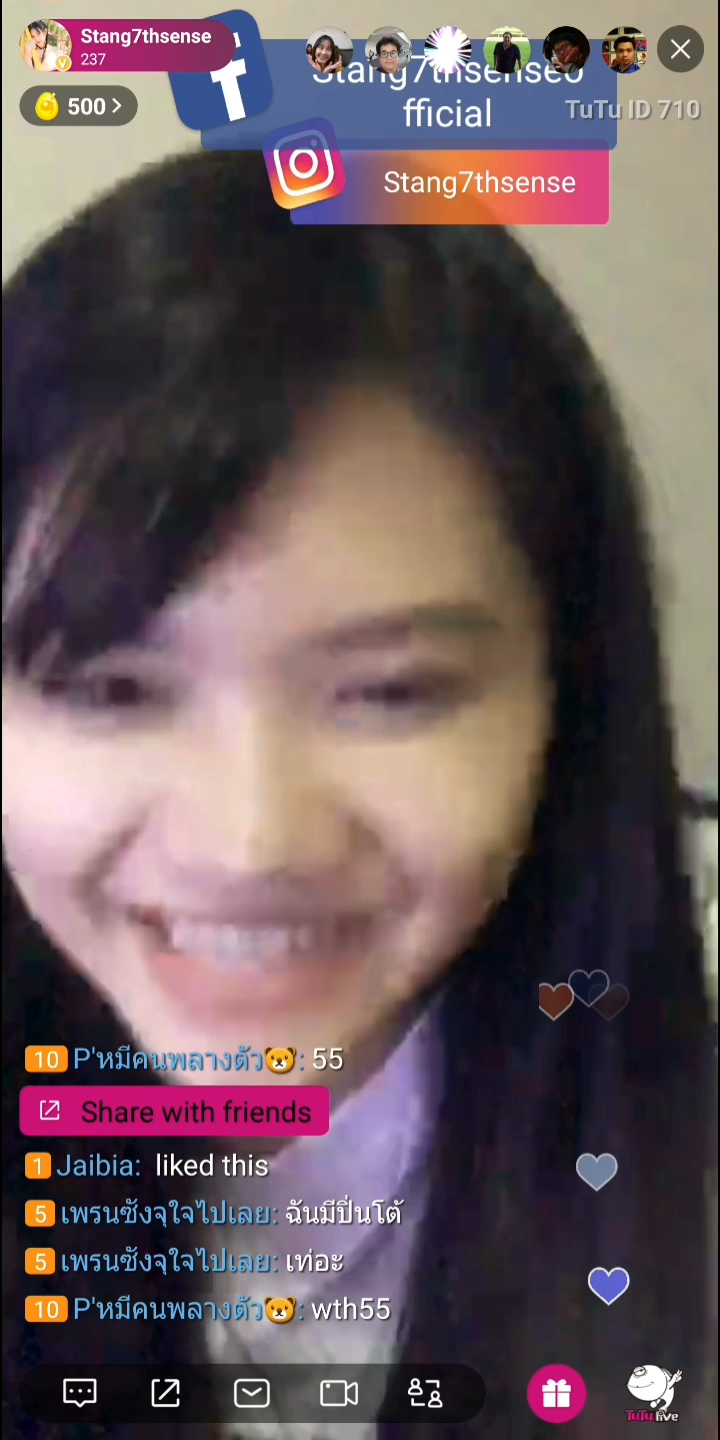 Stang7thsense
237
500 >
Stang7thsenseo
fficial
TuTu ID 710
Stang7thsense
10 P'หมีคนพลางตัว🐻: 55
Share with friends
1 Jaibia: liked this
5 เพรนซังจุใจไปเลย: ฉันมีปิ่นโต้
5 เพรนซังจุใจไปเลย: เท่อะ
10 P'หมีคนพลางตัว🐻: wth55
TuTu live